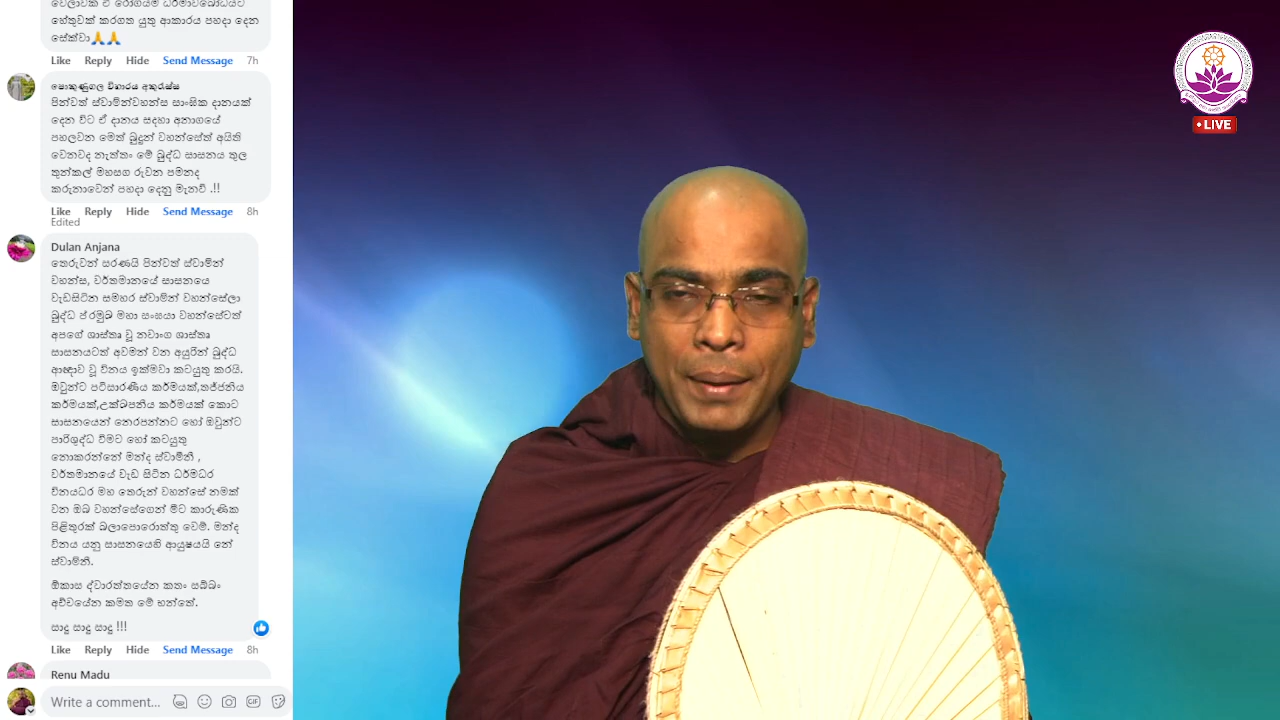 වෙලාවක ඒ රෝගයම ධර්මාවබෝධයට
හේතුවක් කරගත යුතු ආකාරය පහදා දෙන
සේක්වා🙏🙏
Like Reply Hide Send Message 7h
පොකුණුගල විහාරය අකුරැස්ස
පින්වත් ස්වාමින්වහන්ස සාංඝික දානයක්
දෙන විට ඒ දානය සදහා අනාගයේ
පහලවන මෙත් බුදුන් වහන්සේත් අයිති
වෙනවද නැත්තං මේ බුද්ධ සාසනය තුල
තුන්කල් මහසග රුවන පමනද
කරුනාවෙන් පහදා දෙනු මැනවි .!!
Like Reply Hide Send Message 8h
Edited
Dulan Anjana
තෙරුවන් සරණයි පින්වත් ස්වාමින්
වහන්ස, වර්තමානයේ සාසනයෙ
වැඩසිටින සමහර ස්වාමින් වහන්සේලා
බුද්ධ ප්‍රමුඛ මහා සංඝයා වහන්සේටත්
අපගේ ශාස්තෘ වූ නවාංග ශාස්තෘ
සාසනයටත් අවමන් වන අයුරින් බුද්ධ
ආඥාව වූ විනය ඉක්මවා කටයුතු කරයි.
ඔවුන්ට පටිසාරණිය කර්මයක්,තජ්ජනිය
කර්මයක්,උක්ඛපනිය කර්මයක් කොට
සාසනයෙන් නෙරපන්නට හෝ ඔවුන්ට
පාරිශුද්ධ වීමට හෝ කටයුතු
නොකරන්නේ මන්ද ස්වාමිනි ,
වර්තමානයේ වැඩ සිටින ධර්මධර
විනයධර මහ තෙරුන් වහන්සේ නමක්
වන ඔබ වහන්සේගෙන් මීට කාරුණික
පිළිතුරක් බලාපොරොත්තු වෙමි. මන්ද
විනය යනු සාසනයෙහි ආයුෂයයි නේ
ස්වාමිනි.
ඕකාස ද්වාරත්තයේන කතං සබ්බං
අච්චයේන කමත මේ භන්තේ.
සාදු සාදු සාදු !!!
Like Reply Hide Send Message 8h
Renu Madu
Write a comment...
GIF
• LIVE